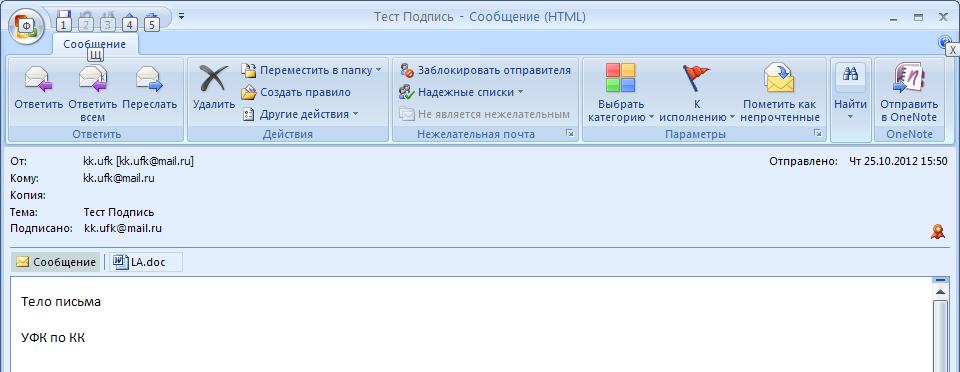 Тест Подпись - Сообщение (HTML)
Ф
1 2 3 4 5
Сообщение
Щ
X
Ответить
Ответить всем
Переслать
Ответить
Удалить
Переместить в папку
Создать правило
Другие действия
Действия
Заблокировать отправителя
Надежные списки
Не является нежелательным
Нежелательная почта
Выбрать
категорию
К
исполнению
Пометить как
непрочтенные
Параметры
Найти
Отправить
в OneNote
OneNote
От: kk.ufk [kk.ufk@mail.ru]
Отправлено: Чт 25.10.2012 15:50
Кому: kk.ufk@mail.ru
Копия:
Тема: Тест Подпись
Подписано: kk.ufk@mail.ru
Сообщение
LA.doc
Тело письма
УФК по КК